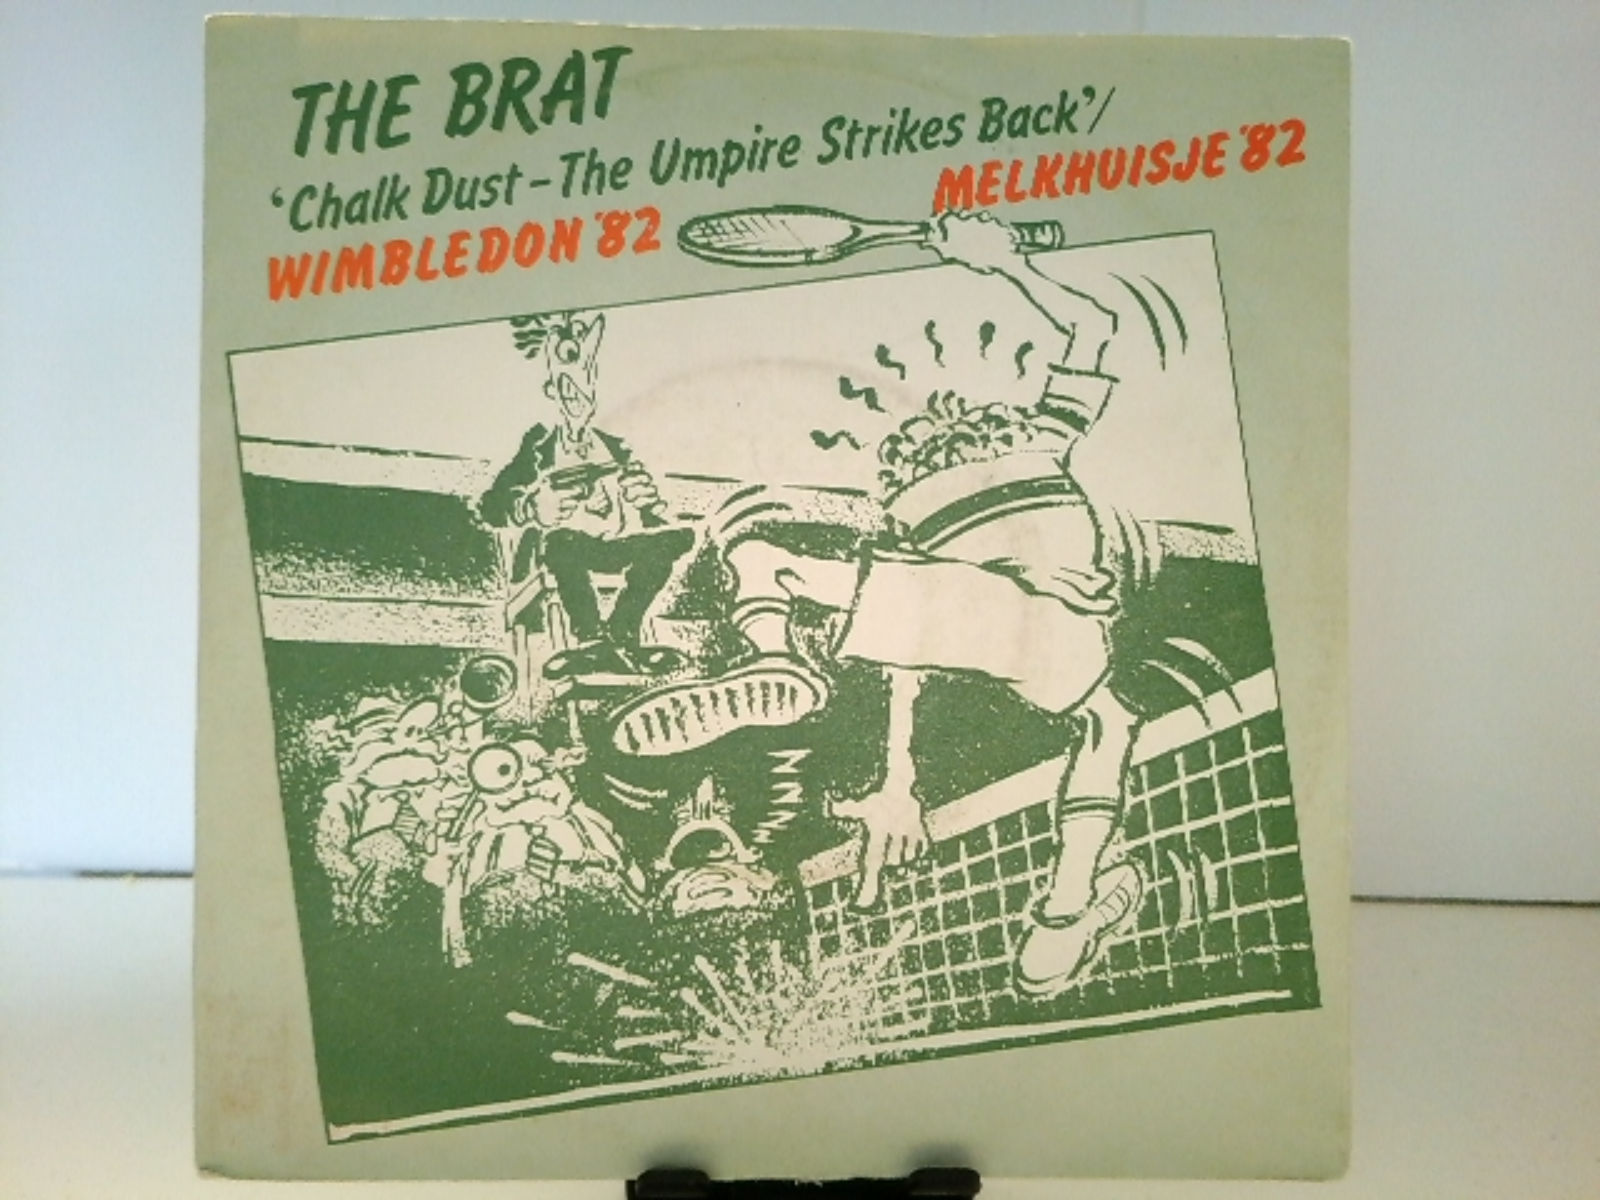 THE BRAT
‘Chalk Dust – The Umpire Strikes Back’/
WIMBLEDON '82
MELKHUISJE '82